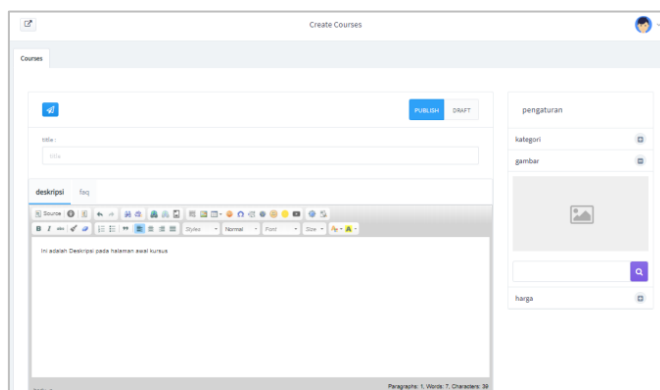 Create Courses
Courses
PUBLISH DRAFT
title :
title
deskripsi faq
Source
Styles Normal Font Size
Ini adalah Deskripsi pada halaman awal kursus
Paragraphs: 1, Words: 7, Characters: 39
pengaturan
kategori
gambar
harga